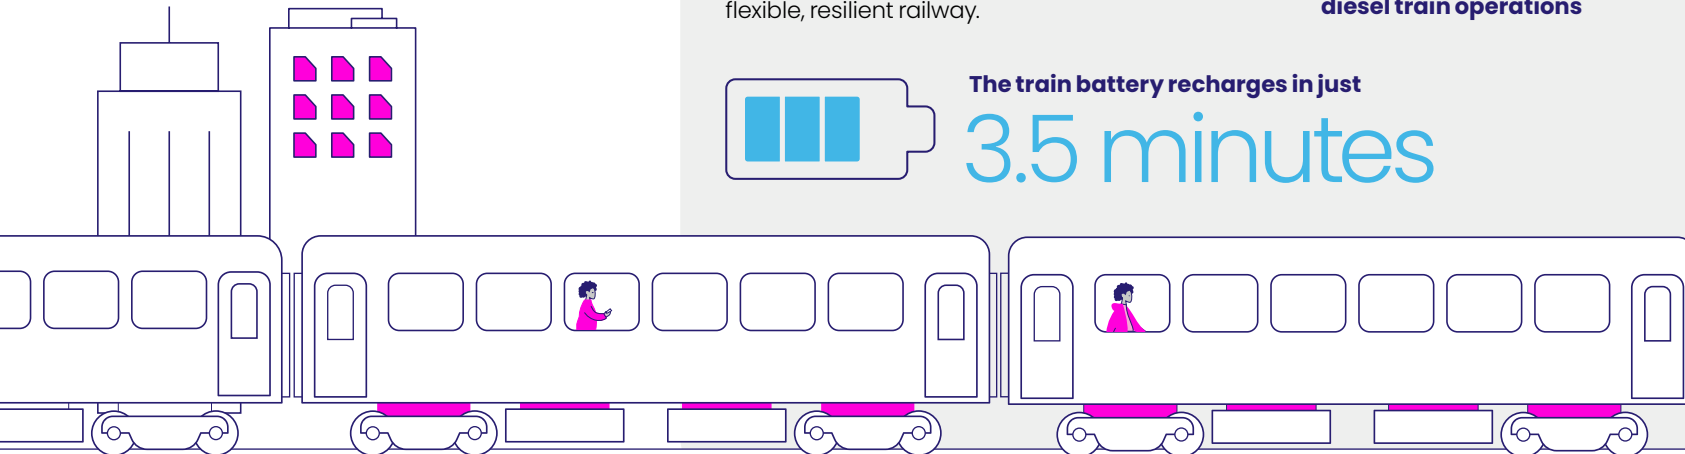 flexible, resilient railway.
diesel train operations
The train battery recharges in just
3.5 minutes